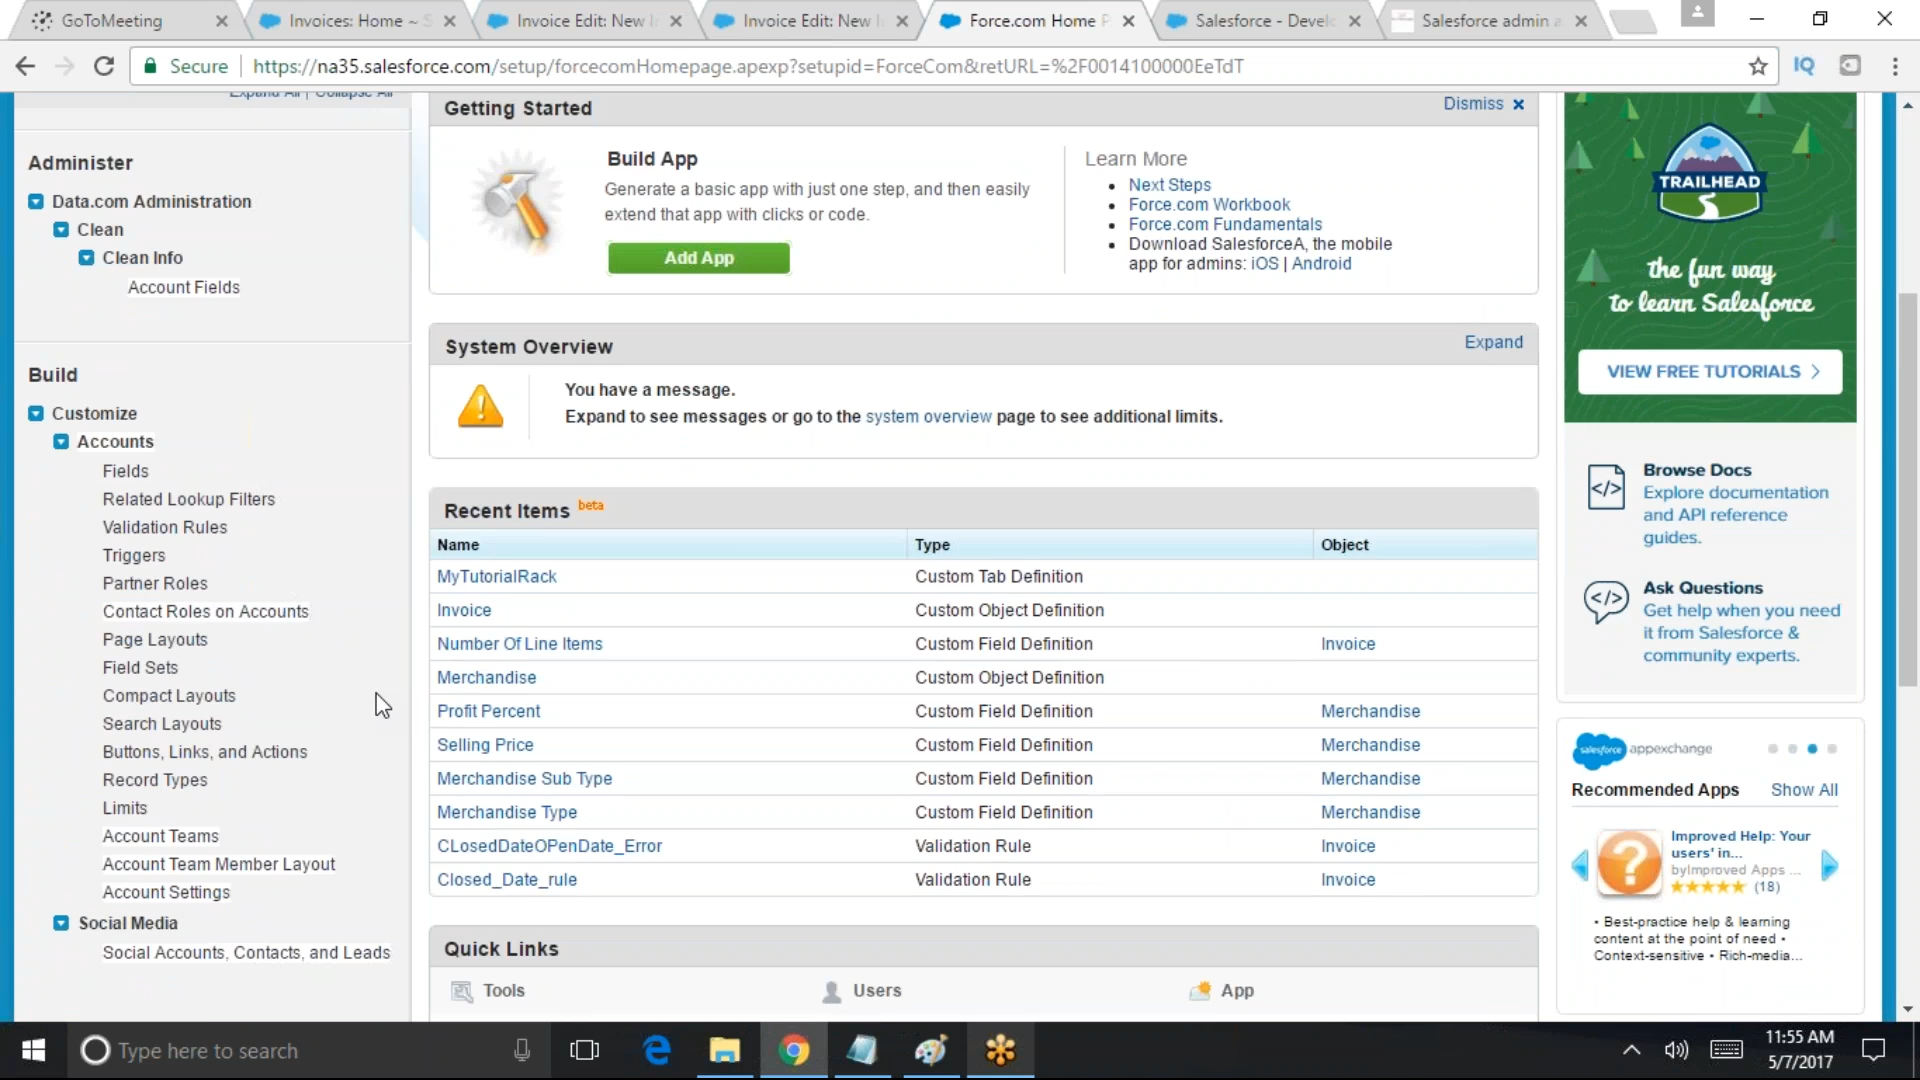 GoToMeeting
Invoices: Home ~ S
Invoice Edit: New I
Invoice Edit: New I
Force.com Home P
Salesforce - Devel
Salesforce admin a
Secure
https://na35.salesforce.com/setup/forcecomHomepage.apexp?setupid=ForceCom&retURL=%2F0014100000EeTdT
IQ
Expand All | Collapse All
Administer
Data.com Administration
Clean
Clean Info
Account Fields
Build
Customize
Accounts
Fields
Related Lookup Filters
Validation Rules
Triggers
Partner Roles
Contact Roles on Accounts
Page Layouts
Field Sets
Compact Layouts
Search Layouts
Buttons, Links, and Actions
Record Types
Limits
Account Teams
Account Team Member Layout
Account Settings
Social Media
Social Accounts, Contacts, and Leads
Getting Started
Dismiss
Build App
Generate a basic app with just one step, and then easily
extend that app with clicks or code.
Add App
Learn More
• Next Steps
• Force.com Workbook
• Force.com Fundamentals
• Download SalesforceA, the mobile
app for admins: iOS | Android
System Overview
Expand
You have a message.
Expand to see messages or go to the system overview page to see additional limits.
Recent Items beta
Name Type Object
MyTutorialRack Custom Tab Definition
Invoice Custom Object Definition
Number Of Line Items Custom Field Definition Invoice
Merchandise Custom Object Definition
Profit Percent Custom Field Definition Merchandise
Selling Price Custom Field Definition Merchandise
Merchandise Sub Type Custom Field Definition Merchandise
Merchandise Type Custom Field Definition Merchandise
CLosedDateOPenDate_Error Validation Rule Invoice
Closed_Date_rule Validation Rule Invoice
Quick Links
Tools
Users
App
TRAILHEAD
the fun way
to learn Salesforce
VIEW FREE TUTORIALS
Browse Docs
Explore documentation
and API reference
guides.
Ask Questions
Get help when you need
it from Salesforce &
community experts.
salesforce appexchange
Recommended Apps Show All
Improved Help: Your
users' in...
byImproved Apps ...
(18)
• Best-practice help & learning
content at the point of need •
Context-sensitive • Rich-media...
Type here to search
11:55 AM
5/7/2017